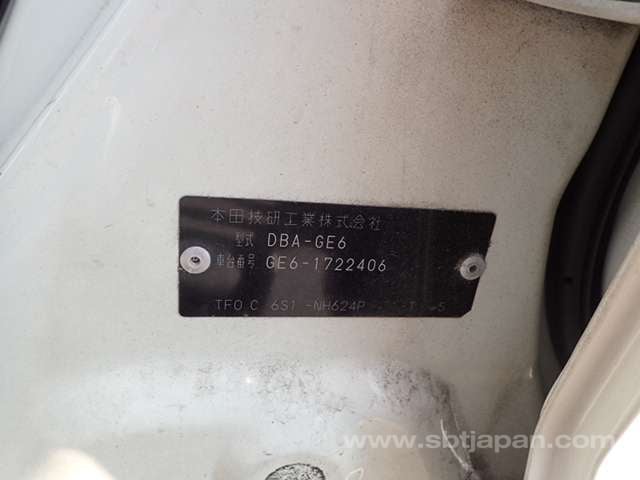 本田技研工業株式会社
型式 DBA-GE6
車台番号 GE6-1722406
TFO C 6S1 -NH624P
www.sbtjapan.com